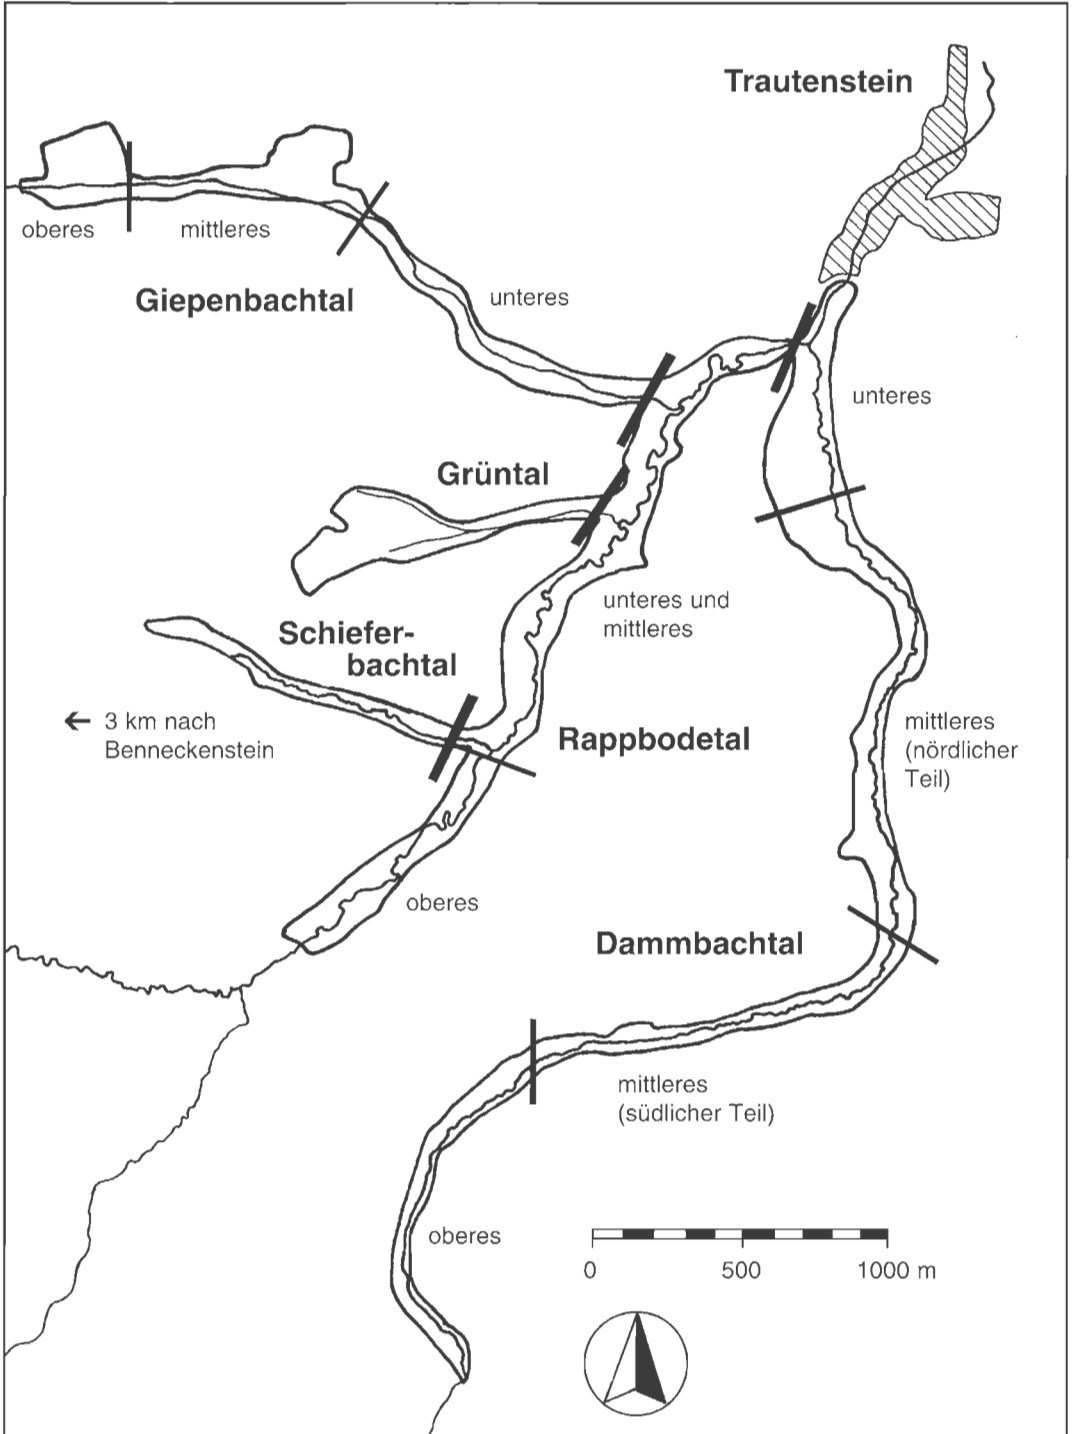 Trautenstein
oberes
mittleres
Giepenbachtal
unteres
unteres
Grüntal
unteres und
mittleres
Schiefer-
bachtal
← 3 km nach
Benneckenstein
Rappbodetal
mittleres
(nördlicher
Teil)
oberes
Dammbachtal
mittleres
(südlicher Teil)
oberes
0 500 1000 m